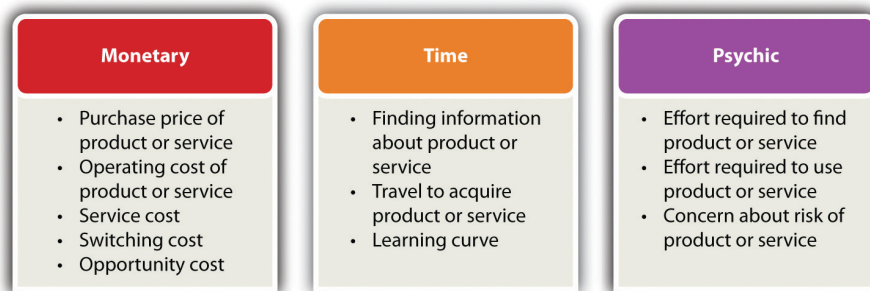 Monetary
• Purchase price of
product or service
• Operating cost of
product or service
• Service cost
• Switching cost
• Opportunity cost
Time
• Finding information
about product or
service
• Travel to acquire
product or service
• Learning curve
Psychic
• Effort required to find
product or service
• Effort required to use
product or service
• Concern about risk of
product or service